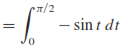 = ∫₀^{π/2} − sin t dt